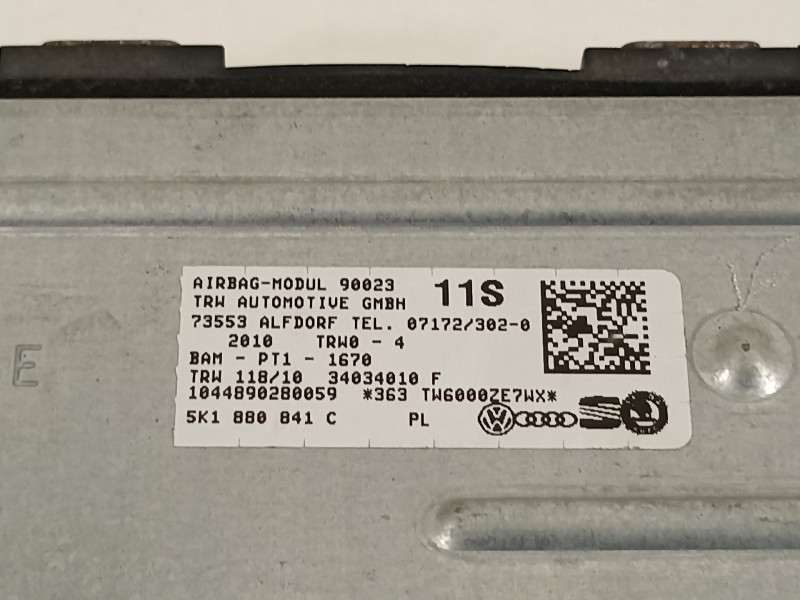 AIRBAG-MODUL 90023 11S
TRW AUTOMOTIVE GMBH
73553 ALFDORF TEL. 07172/302-0
2010 TRW0 - 4
BAM - PT1 - 1670
TRW 118/10 34034010 F
1044890280059 *363 TW6000ZE7WX*
5K1 880 841 C PL
E